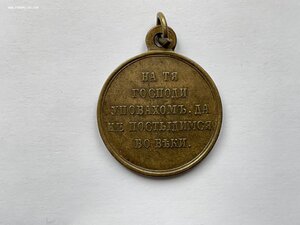 НА ТЯ
ГОСПОДИ
УПОВАХОМЪ. ДА
НЕ ПОСТЫДИМСЯ
ВО ВѢКИ.